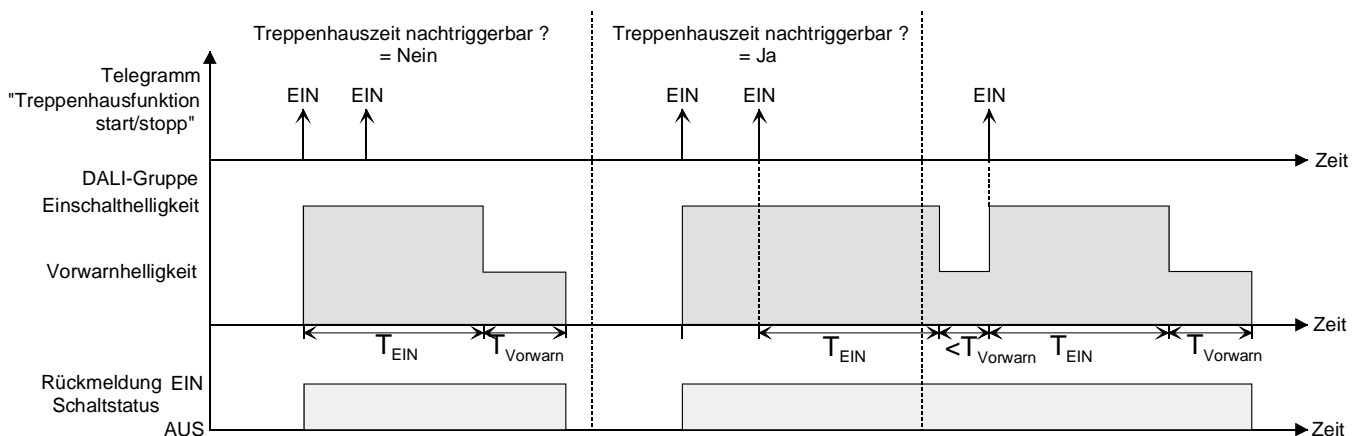 Treppenhauszeit nachtriggerbar ?
= Nein
Treppenhauszeit nachtriggerbar ?
= Ja
Telegramm
"Treppenhausfunktion
start/stopp"
EIN
EIN
EIN
EIN
EIN
Zeit
DALI-Gruppe
Einschalthelligkeit
Vorwarnhelligkeit
Zeit
TEIN
TVorwarn
TEIN
<TVorwarn
TEIN
TVorwarn
Rückmeldung EIN
Schaltstatus
AUS
Zeit